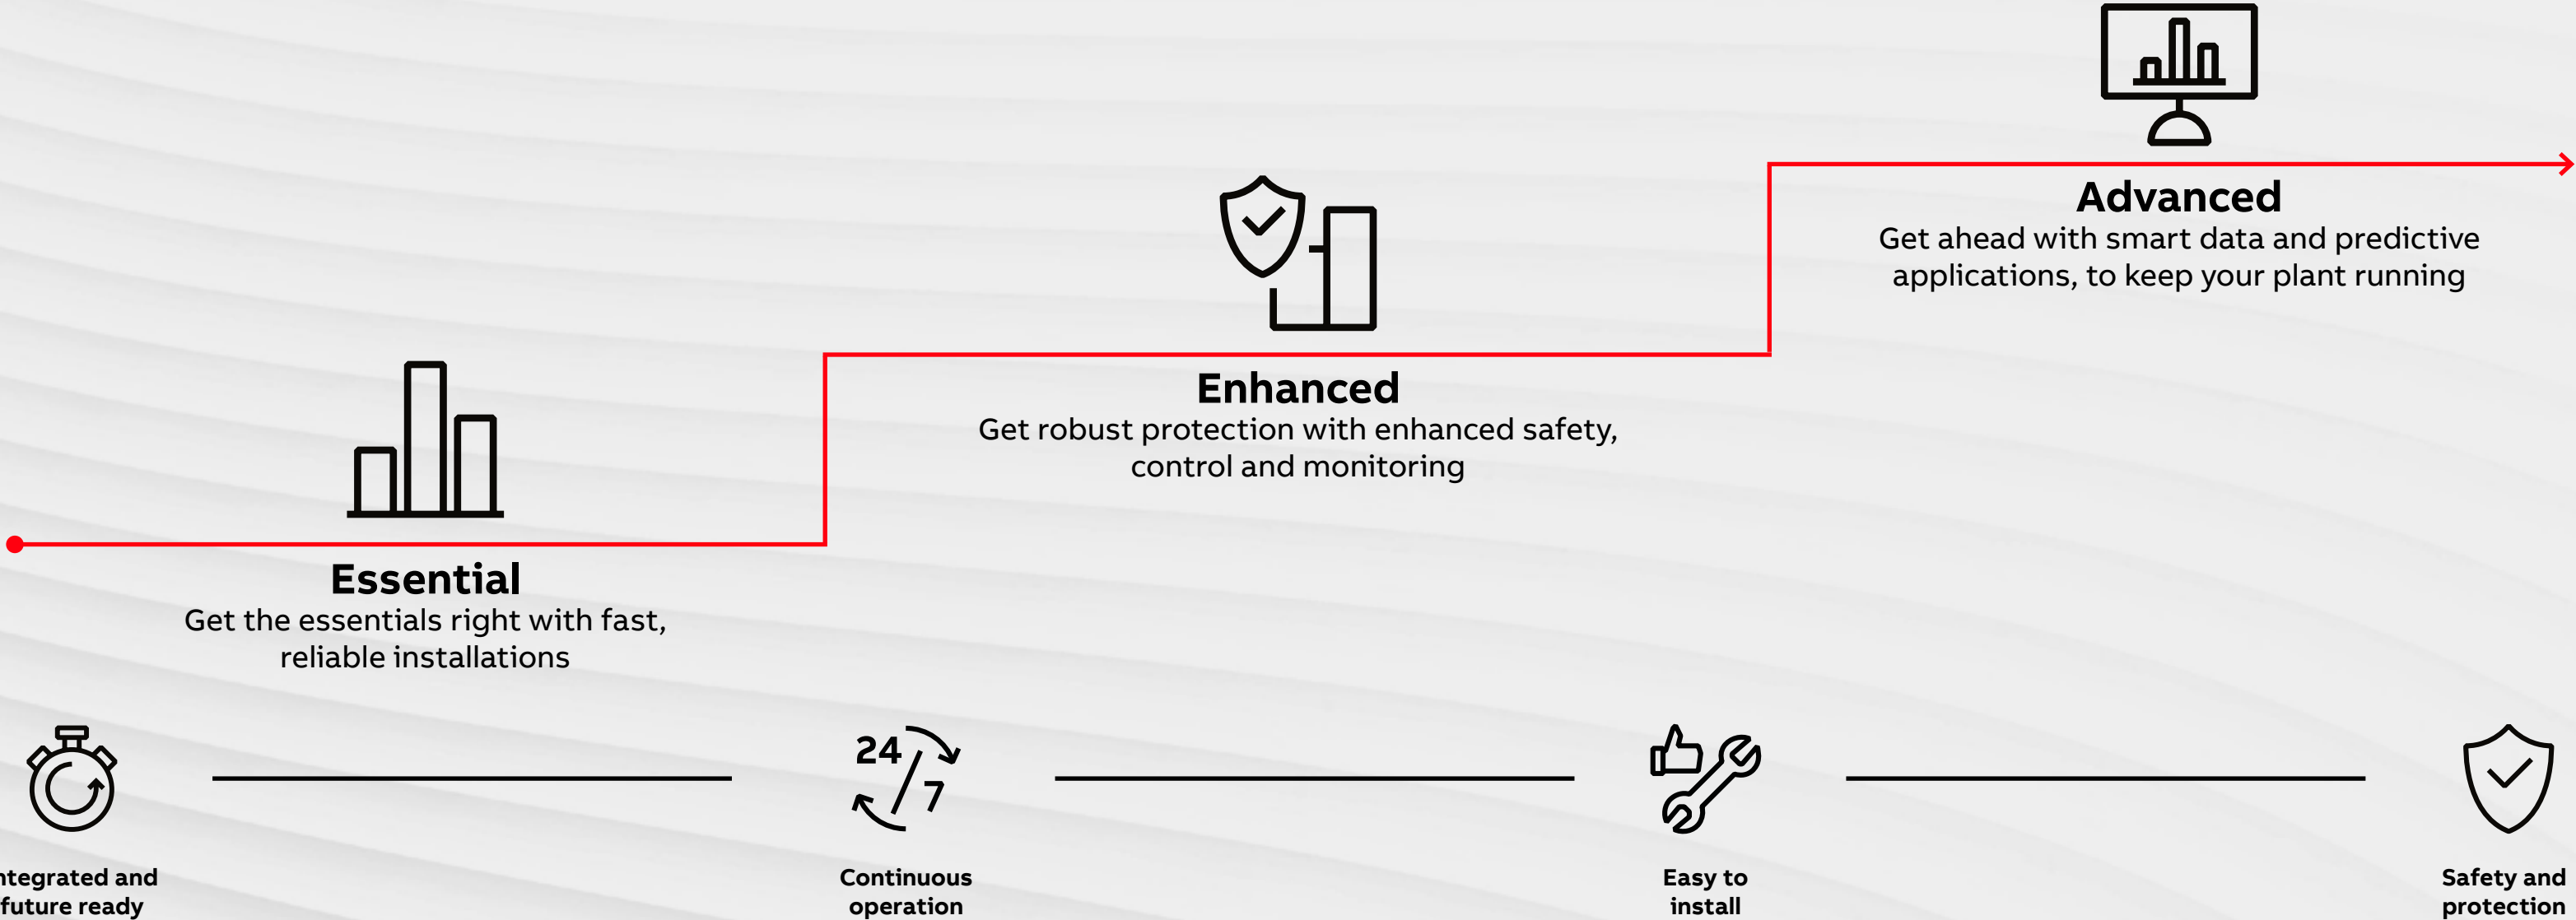 Advanced
Get ahead with smart data and predictive
applications, to keep your plant running
Enhanced
Get robust protection with enhanced safety,
control and monitoring
Essential
Get the essentials right with fast,
reliable installations
24/7
ntegrated and
future ready
Continuous
operation
Easy to
install
Safety and
protection